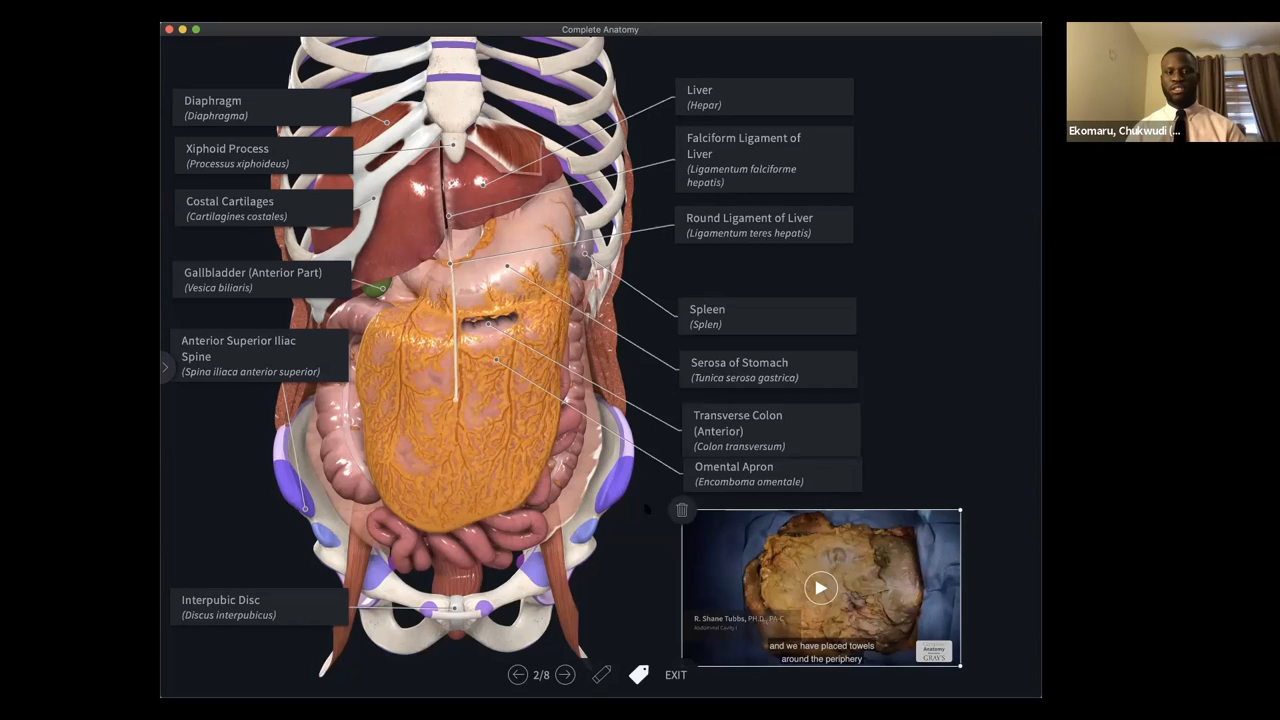 Complete Anatomy
Diaphragm
(Diaphragma)
Xiphoid Process
(Processus xiphoideus)
Costal Cartilages
(Cartilagines costales)
Gallbladder (Anterior Part)
(Vesica biliaris)
Anterior Superior Iliac
Spine
(Spina iliaca anterior superior)
Interpubic Disc
(Discus interpubicus)
Liver
(Hepar)
Falciform Ligament of
Liver
(Ligamentum falciforme
hepatis)
Round Ligament of Liver
(Ligamentum teres hepatis)
Spleen
(Splen)
Serosa of Stomach
(Tunica serosa gastrica)
Transverse Colon
(Anterior)
(Colon transversum)
Omental Apron
(Encomboma omentale)
R. Shane Tubbs, PH.D., PA-C
Abdominal Cavity I
and we have placed towels
around the periphery
Anatomy
GRAY'S
2/8
EXIT
Ekomaru, Chukwudi (...